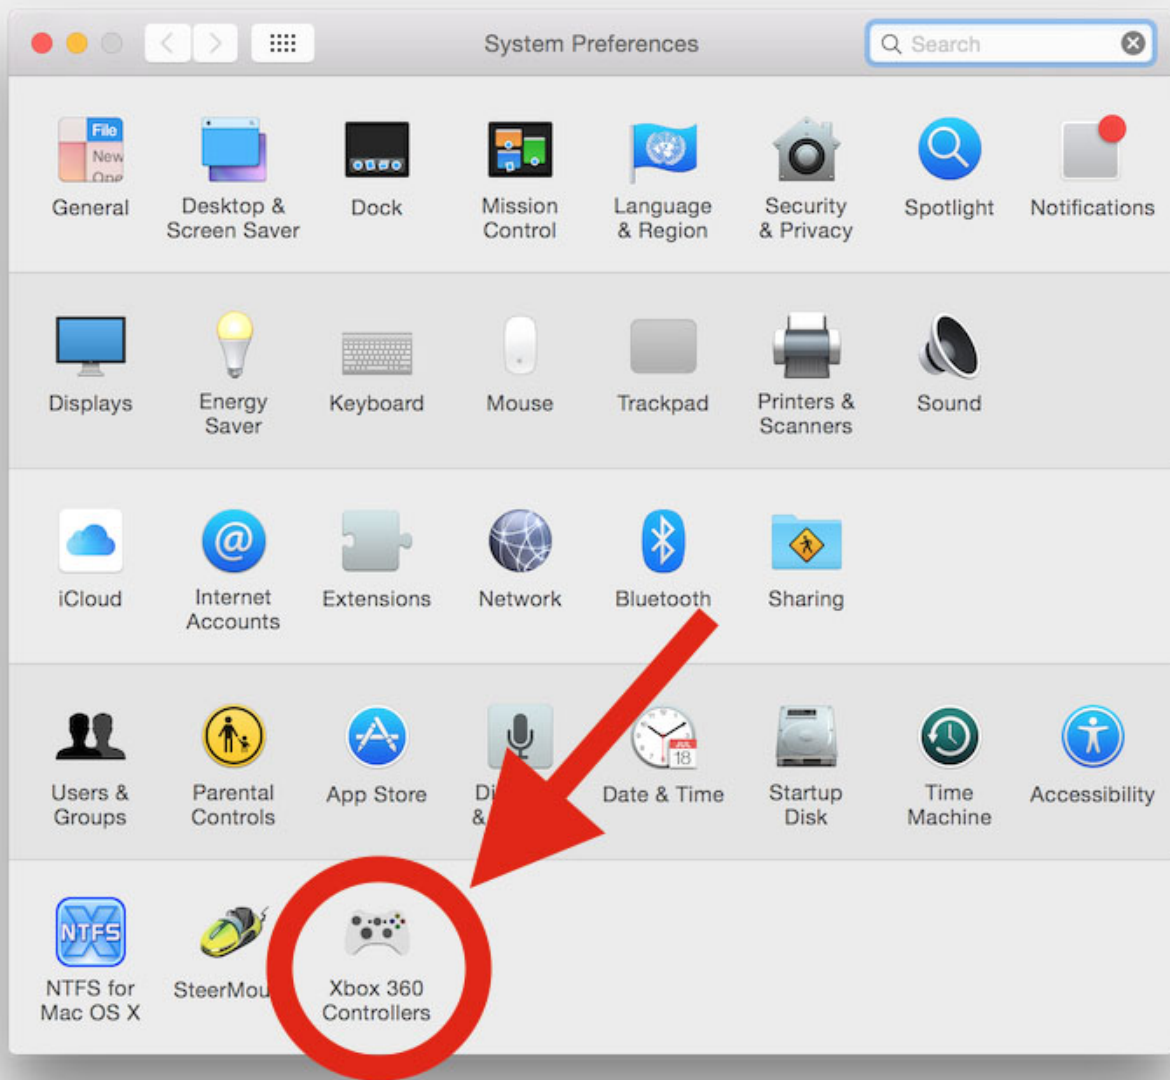 System Preferences
Search
File
New
General
Desktop &
Screen Saver
Dock
Mission
Control
Language
& Region
Security
& Privacy
Spotlight
Notifications
Displays
Energy
Saver
Keyboard
Mouse
Trackpad
Printers &
Scanners
Sound
iCloud
@
Internet
Accounts
Extensions
Network
Bluetooth
Sharing
Users &
Groups
Parental
Controls
App Store
&
JUL
18
Date & Time
Startup
Disk
Time
Machine
Accessibility
NTFS
NTFS for
Mac OS X
Xbox 360
Controllers